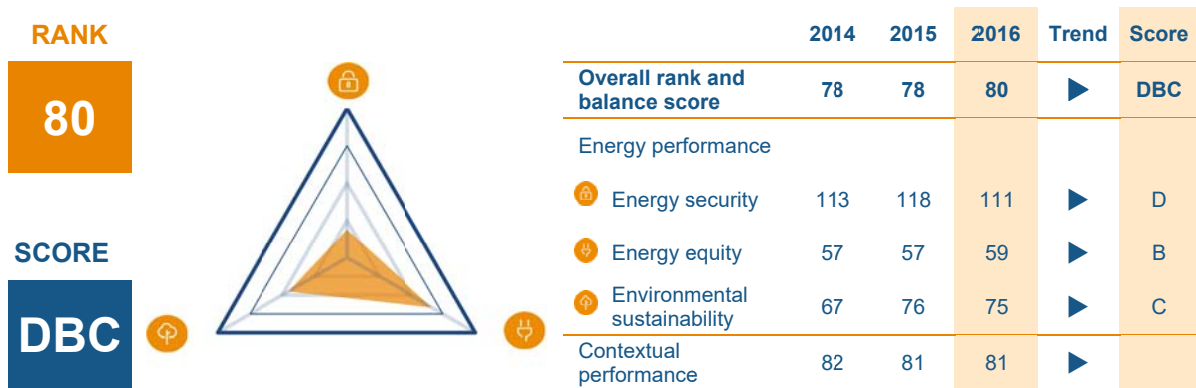 RANK
80
SCORE
DBC
2014 2015 2016 Trend Score
Overall rank and
balance score 78 78 80 DBC
Energy performance
Energy security 113 118 111 D
Energy equity 57 57 59 B
Environmental
sustainability 67 76 75 C
Contextual
performance 82 81 81